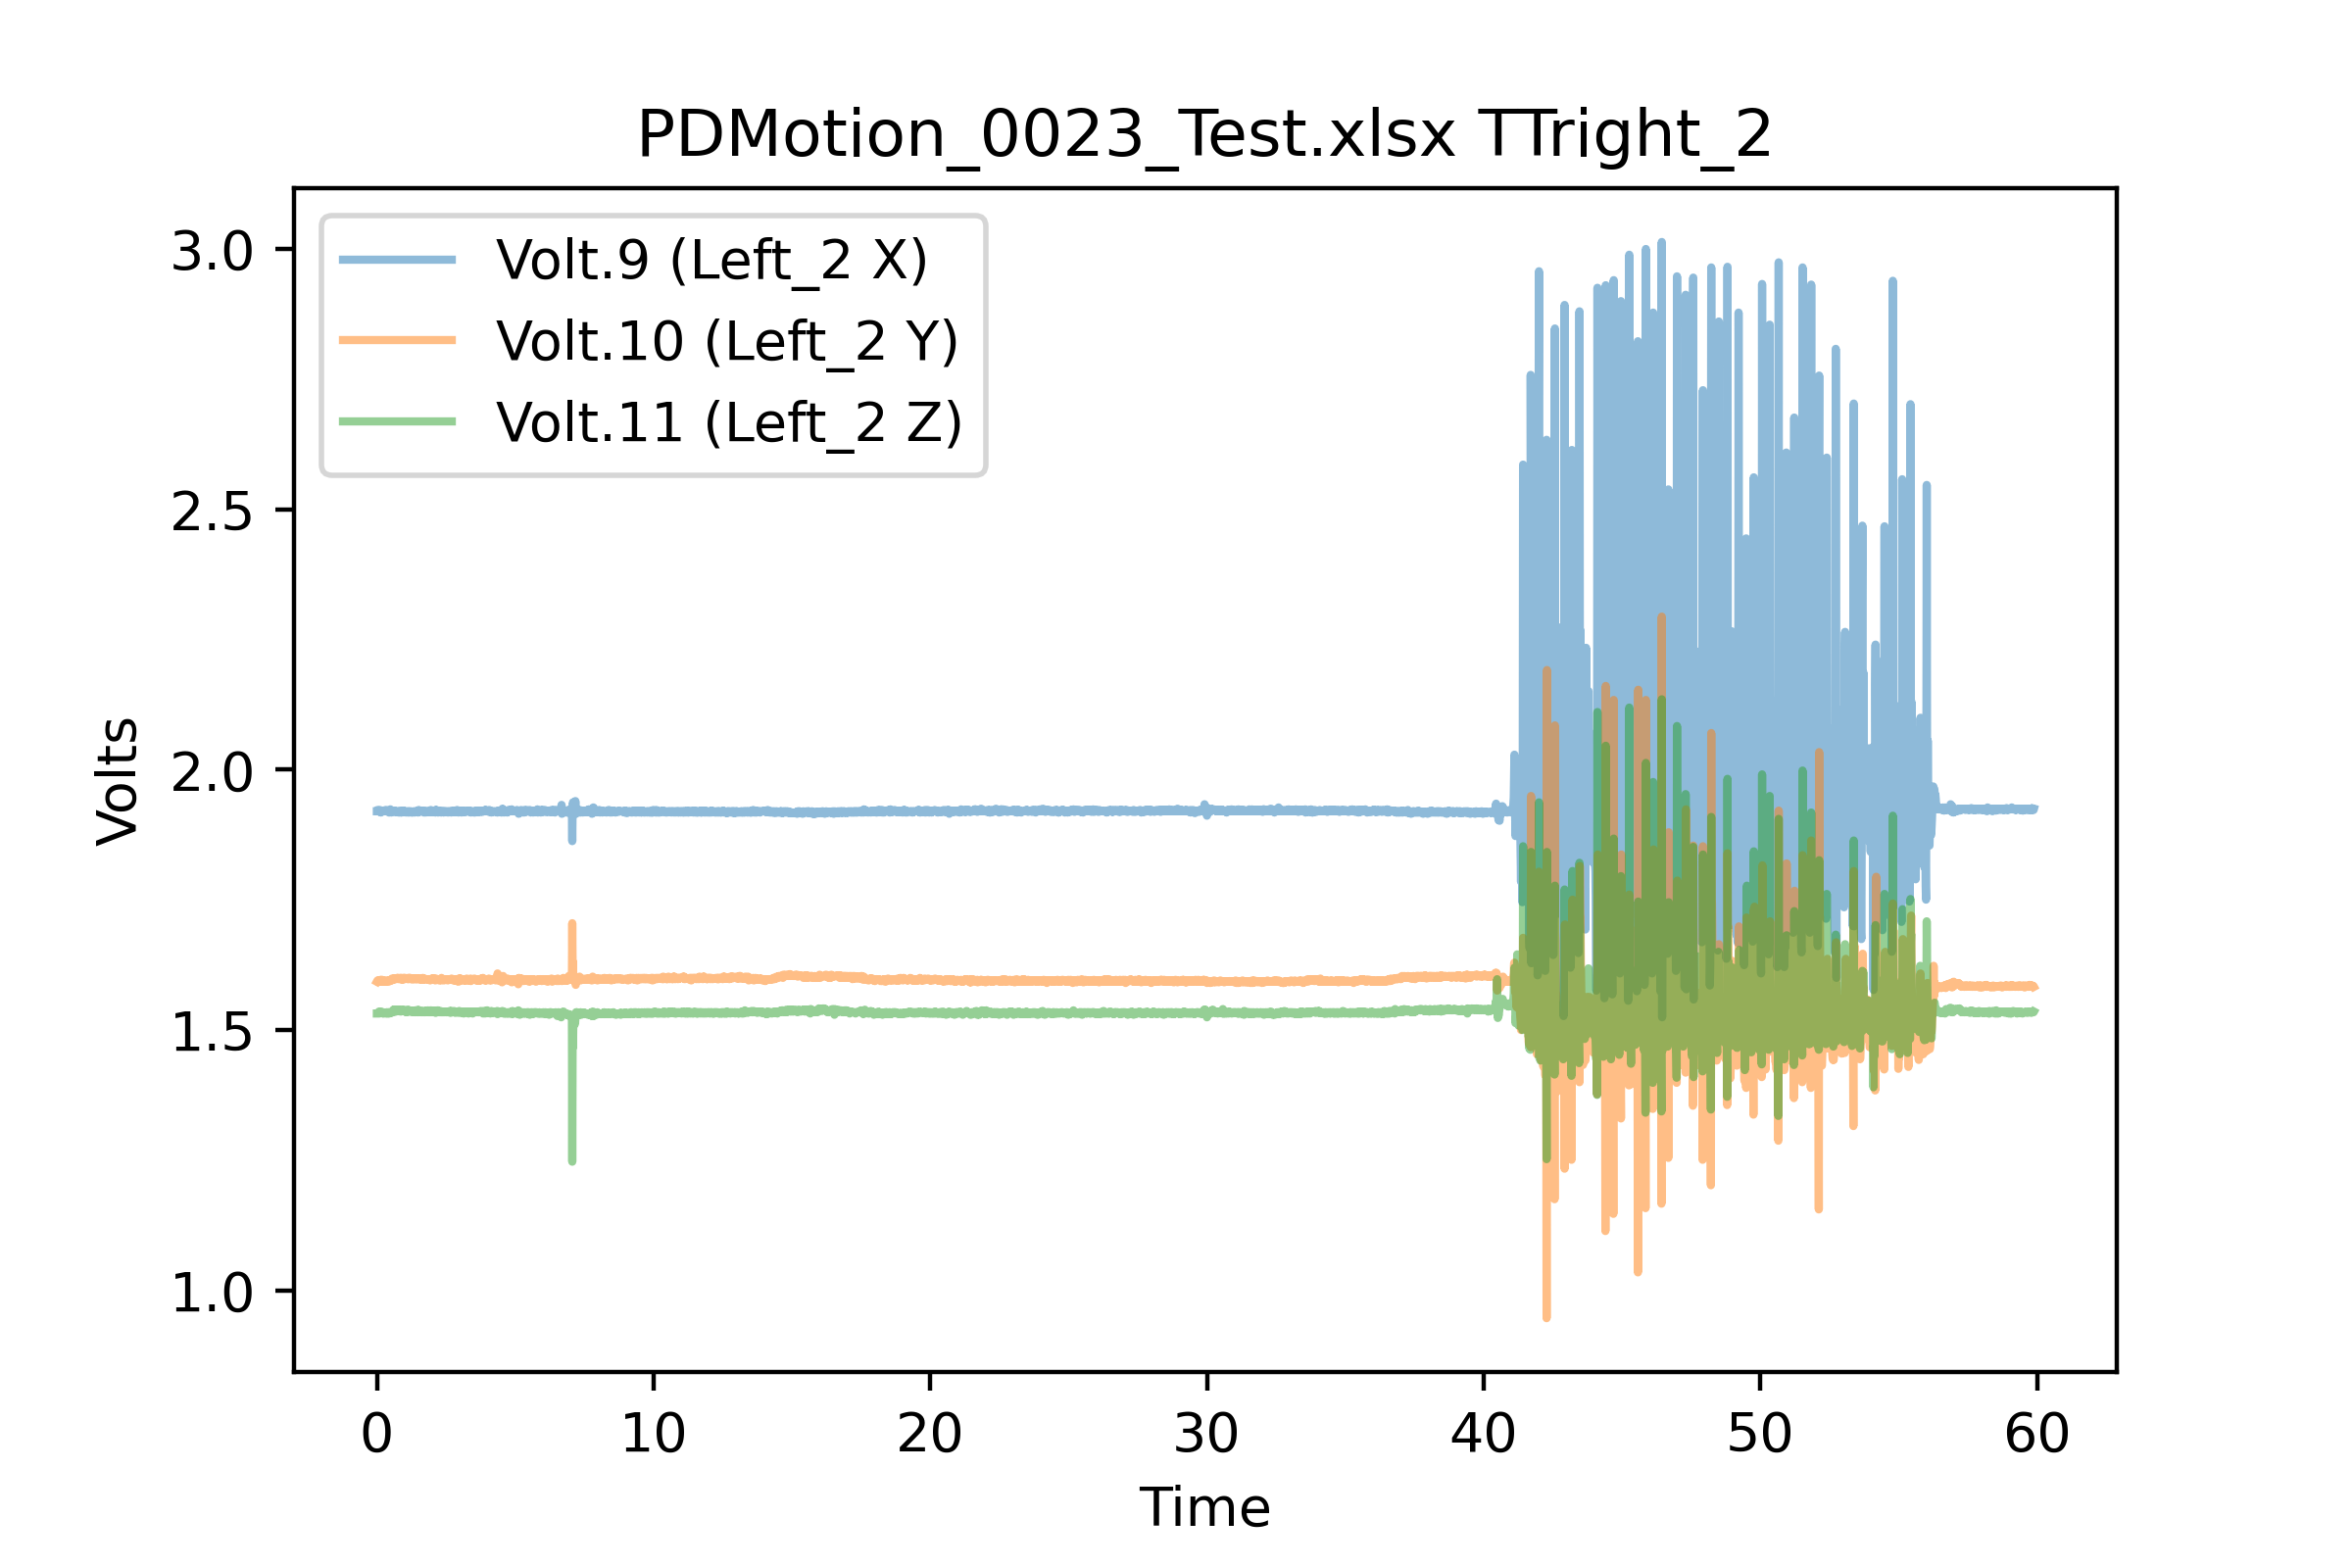 PDMotion_0023_Test.xlsx TTright_2
Volt.9 (Left_2 X)
Volt.10 (Left_2 Y)
Volt.11 (Left_2 Z)
3.0
2.5
2.0
1.5
1.0
Volts
0 10 20 30 40 50 60
Time